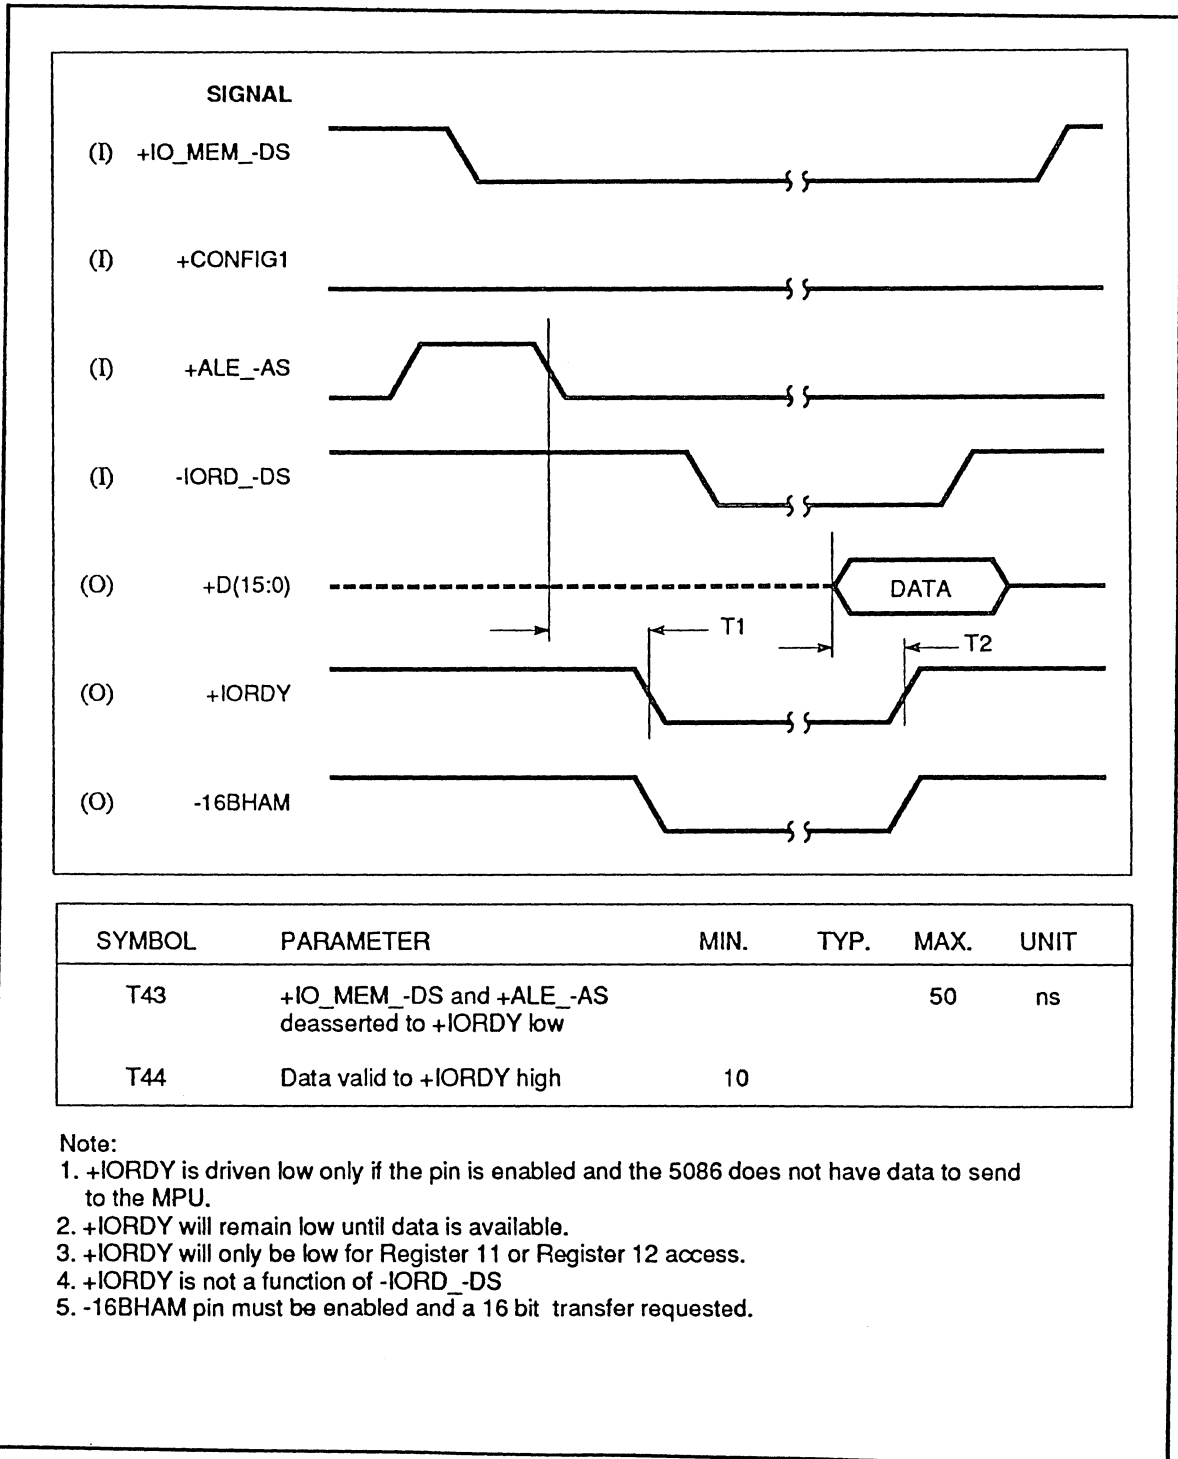 SIGNAL
(I) +IO_MEM_-DS
(I) +CONFIG1
(I) +ALE_-AS
(I) -IORD_-DS
(O) +D(15:0) DATA
T1
T2
(O) +IORDY
(O) -16BHAM
SYMBOL PARAMETER MIN. TYP. MAX. UNIT
T43 +IO_MEM_-DS and +ALE_-AS 50 ns
deasserted to +IORDY low
T44 Data valid to +IORDY high 10
Note:
1. +IORDY is driven low only if the pin is enabled and the 5086 does not have data to send
to the MPU.
2. +IORDY will remain low until data is available.
3. +IORDY will only be low for Register 11 or Register 12 access.
4. +IORDY is not a function of -IORD_-DS
5. -16BHAM pin must be enabled and a 16 bit transfer requested.